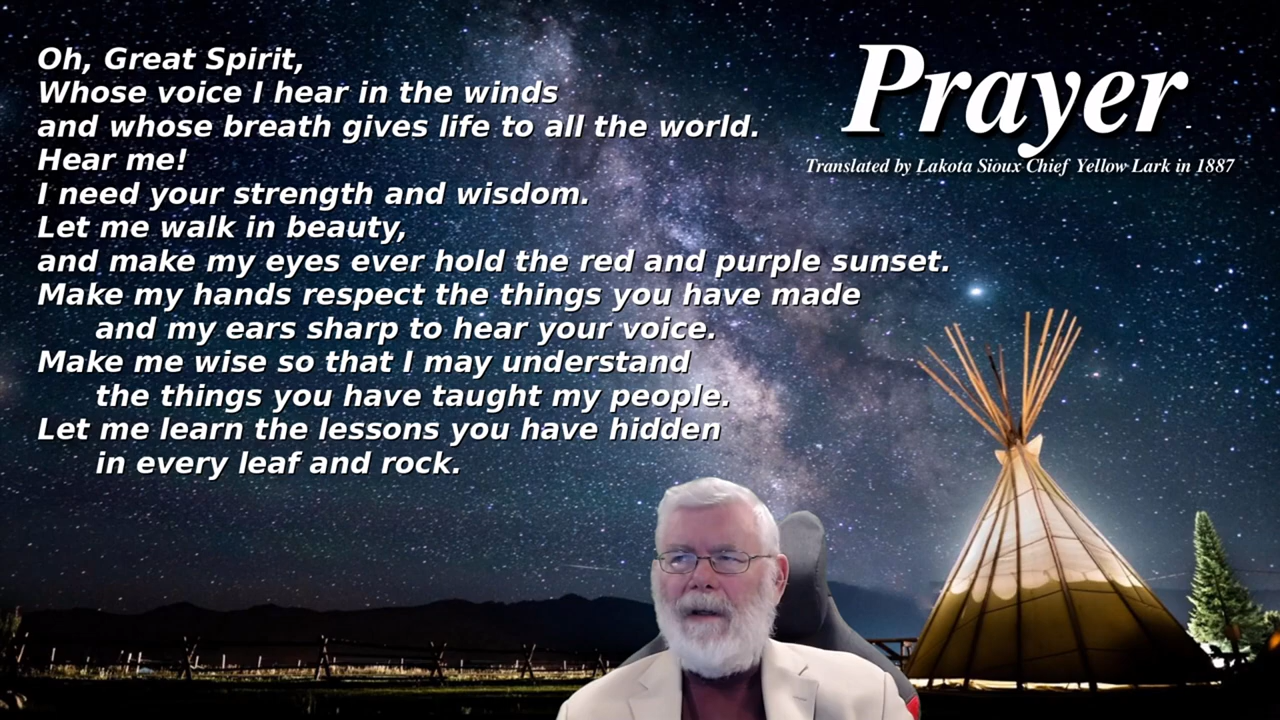 Prayer
Translated by Lakota Sioux Chief Yellow Lark in 1887
Oh, Great Spirit,
Whose voice I hear in the winds
and whose breath gives life to all the world.
Hear me!
I need your strength and wisdom.
Let me walk in beauty,
and make my eyes ever hold the red and purple sunset.
Make my hands respect the things you have made
and my ears sharp to hear your voice.
Make me wise so that I may understand
the things you have taught my people.
Let me learn the lessons you have hidden
in every leaf and rock.